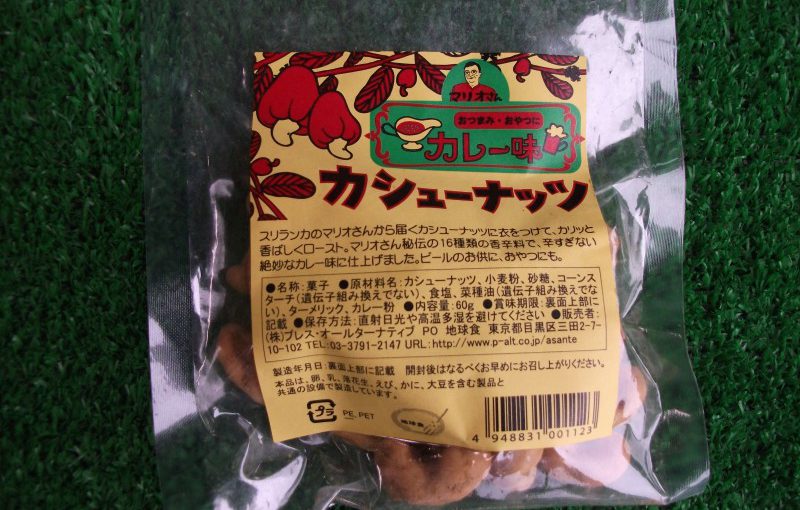 マリオさん
おつまみ・おやつに
カレー味
カシューナッツ
スリランカのマリオさんから届くカシューナッツに衣をつけて、カリッと
香ばしくロースト。マリオさん秘伝の16種類の香辛料で、辛すぎない
絶妙なカレー味に仕上げました。ビールのお供に、おやつにも。
●名称：菓子 ●原材料名：カシューナッツ、小麦粉、砂糖、コーンス
ターチ（遺伝子組み換えでない）、食塩、菜種油（遺伝子組み換えでな
い）、ターメリック、カレー粉 ●内容量：60g ●賞味期限：裏面上部に
記載 ●保存方法：直射日光や高温多湿を避けてください ●販売者：
(株)プレス・オールターナティブ PO 地球食 東京都目黒区三田2-7-
10-102 TEL：03-3791-2147 URL：http://www.p-alt.co.jp/asante
製造年月日：裏面上部に記載 開封後はなるべくお早めにお召し上がりください。
本品は、卵、乳、落花生、えび、かに、大豆を含む製品と
共通の設備で製造しています。
プラ
PE, PET
地球食
4 948831 001123